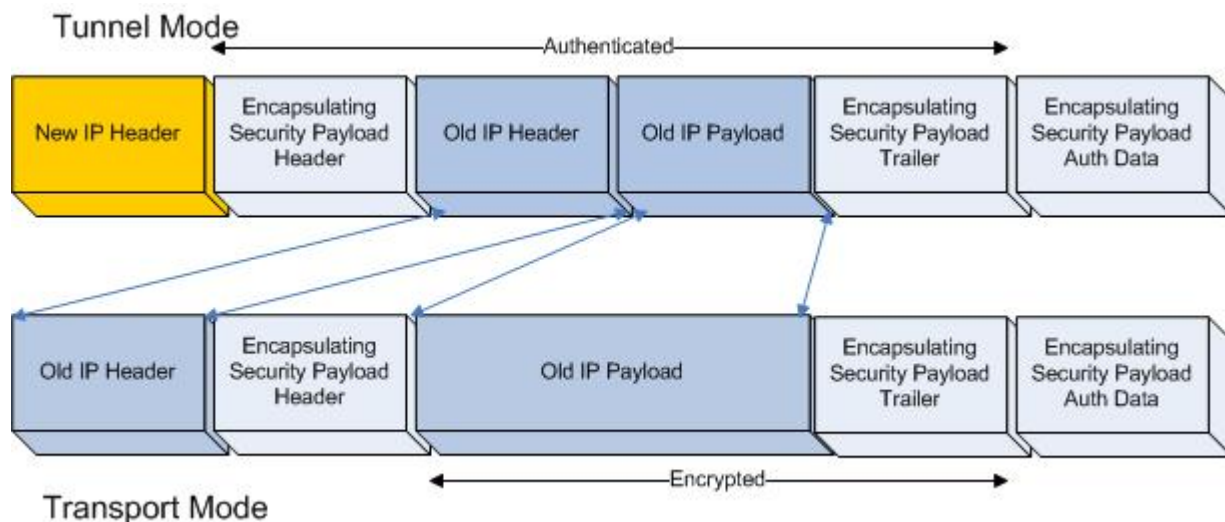 Tunnel Mode
Authenticated
New IP Header
Encapsulating
Security Payload
Header
Old IP Header
Old IP Payload
Encapsulating
Security Payload
Trailer
Encapsulating
Security Payload
Auth Data
Old IP Header
Encapsulating
Security Payload
Header
Old IP Payload
Encapsulating
Security Payload
Trailer
Encapsulating
Security Payload
Auth Data
Encrypted
Transport Mode